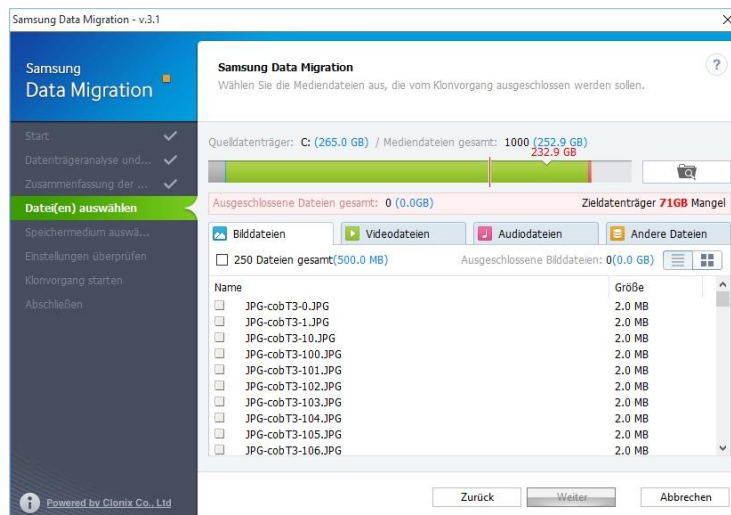 Samsung Data Migration - v.3.1
Samsung
Data Migration
Samsung Data Migration
?
Wählen Sie die Mediendateien aus, die vom Klonvorgang ausgeschlossen werden sollen.
Start
Datenträgeranalyse und...
Zusammenfassung der ...
Datei(en) auswählen
Speichermedium auswä...
Einstellungen überprüfen
Klonvorgang starten
Abschließen
Quelldatenträger: C: (265.0 GB) / Mediendateien gesamt: 1000 (252.9 GB)
232.9 GB
Ausgeschlossene Dateien gesamt: 0 (0.0GB) Zieldatenträger 71GB Mangel
Bilddateien Videodateien Audiodateien Andere Dateien
250 Dateien gesamt(500.0 MB) Ausgeschlossene Bilddateien: 0(0.0 GB)
Name Größe
JPG-cobT3-0.JPG 2.0 MB
JPG-cobT3-1.JPG 2.0 MB
JPG-cobT3-10.JPG 2.0 MB
JPG-cobT3-100.JPG 2.0 MB
JPG-cobT3-101.JPG 2.0 MB
JPG-cobT3-102.JPG 2.0 MB
JPG-cobT3-103.JPG 2.0 MB
JPG-cobT3-104.JPG 2.0 MB
JPG-cobT3-105.JPG 2.0 MB
JPG-cobT3-106.JPG 2.0 MB
Powered by Clonix Co., Ltd
Zurück Weiter Abbrechen